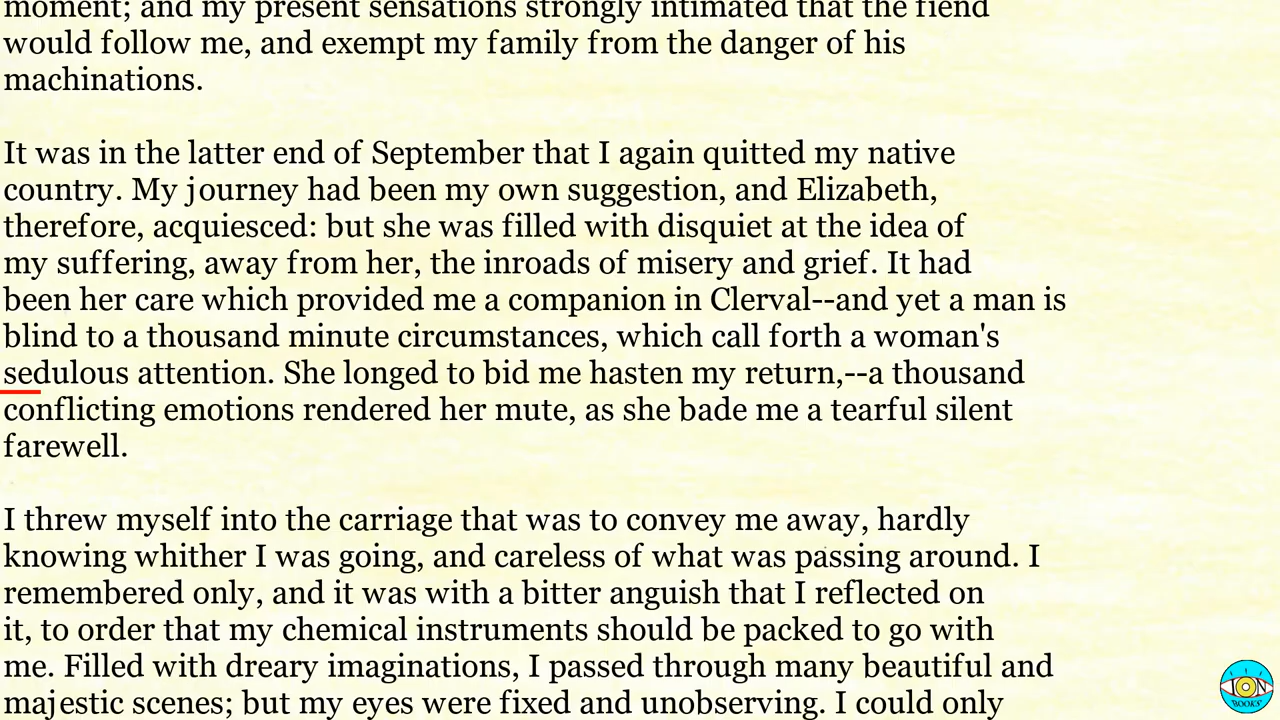 moment; and my present sensations strongly intimated that the fiend
would follow me, and exempt my family from the danger of his
machinations.
It was in the latter end of September that I again quitted my native
country. My journey had been my own suggestion, and Elizabeth,
therefore, acquiesced: but she was filled with disquiet at the idea of
my suffering, away from her, the inroads of misery and grief. It had
been her care which provided me a companion in Clerval--and yet a man is
blind to a thousand minute circumstances, which call forth a woman's
sedulous attention. She longed to bid me hasten my return,--a thousand
conflicting emotions rendered her mute, as she bade me a tearful silent
farewell.
I threw myself into the carriage that was to convey me away, hardly
knowing whither I was going, and careless of what was passing around. I
remembered only, and it was with a bitter anguish that I reflected on
it, to order that my chemical instruments should be packed to go with
me. Filled with dreary imaginations, I passed through many beautiful and
majestic scenes; but my eyes were fixed and unobserving. I could only
ION
BOOKS